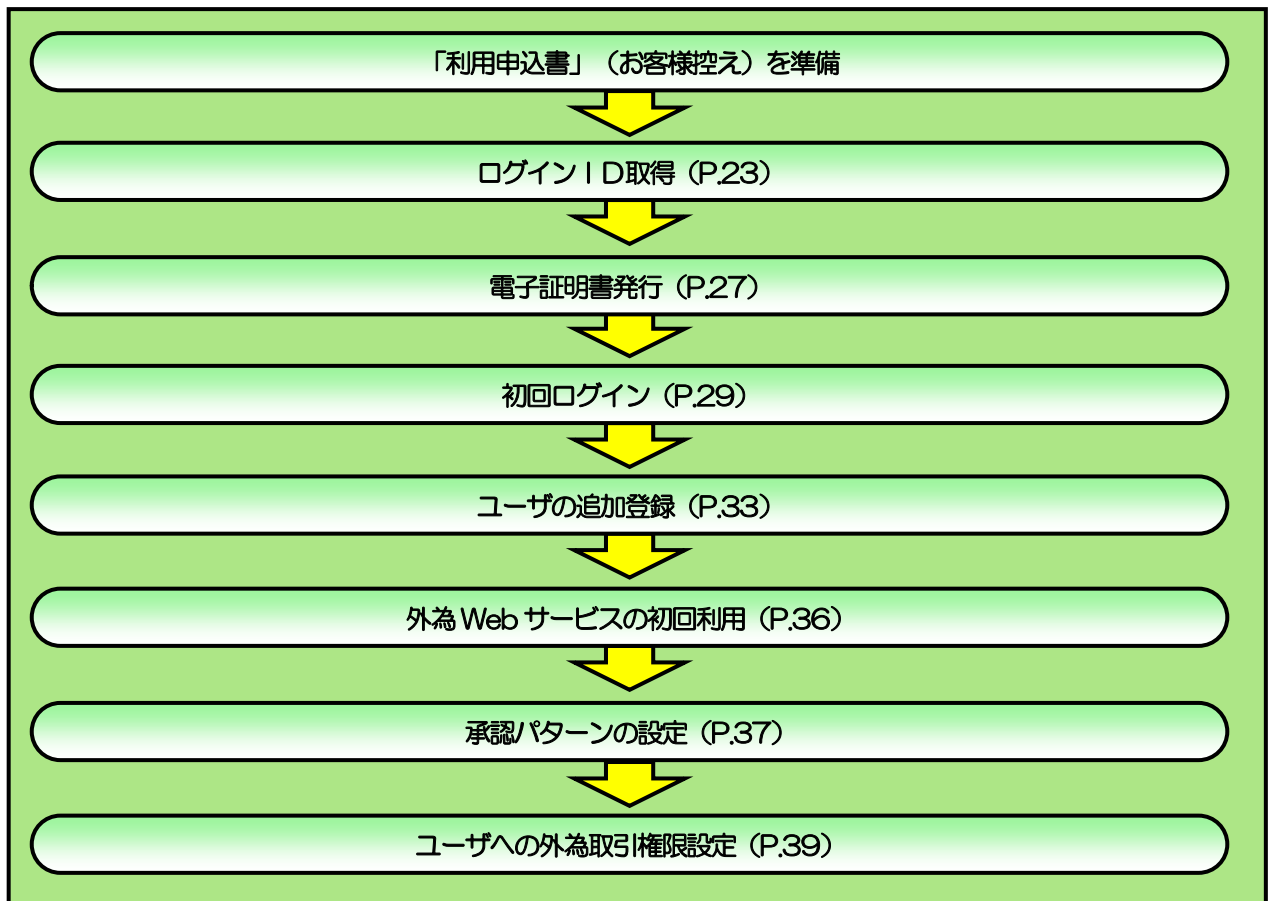 「利用申込書」（お客様控え）を準備
ログインＩＤ取得（P.23）
電子証明書発行（P.27）
初回ログイン（P.29）
ユーザの追加登録（P.33）
外為 Web サービスの初回利用（P.36）
承認パターンの設定（P.37）
ユーザへの外為取引権限設定（P.39）